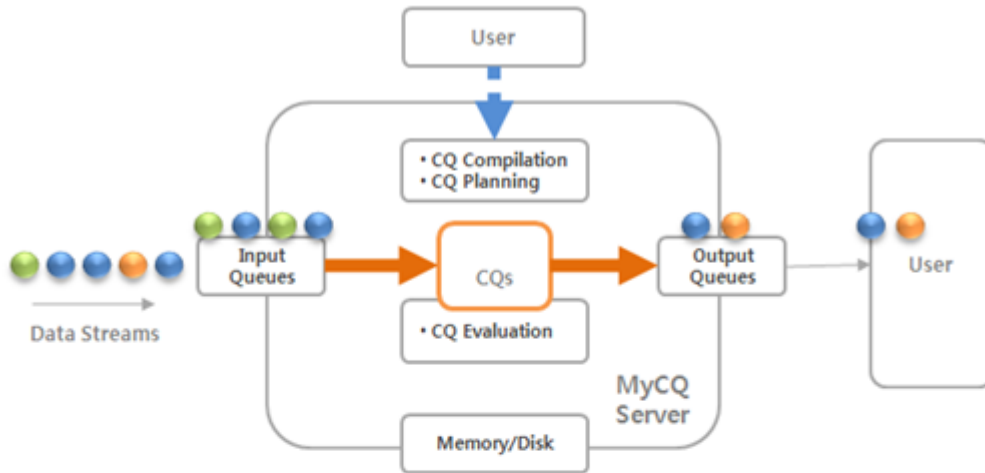 User
• CQ Compilation
• CQ Planning
Input
Queues
CQs
Output
Queues
User
Data Streams
• CQ Evaluation
MyCQ
Server
Memory/Disk